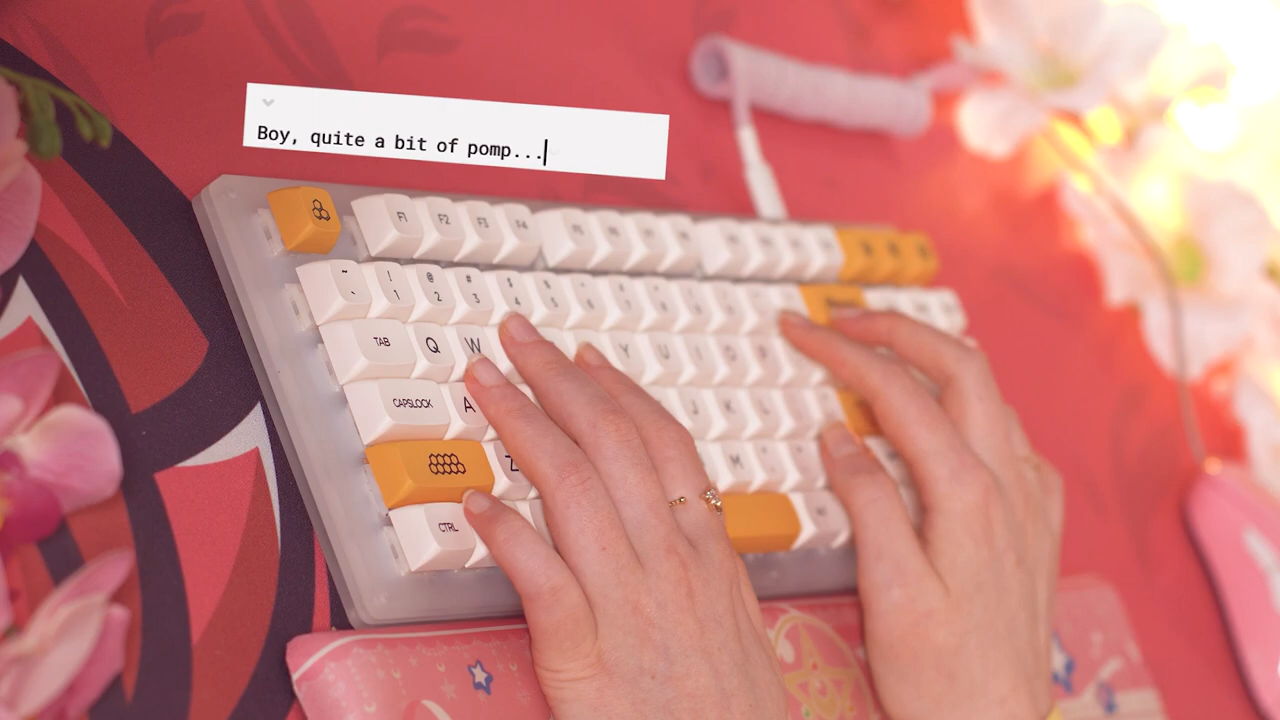 Boy, quite a bit of pomp...
F1 F2 F3 F4
~ ! @ # $
` 1 2 3 4
TAB Q W Y U I O P
CAPSLOCK A J K L
Z M
CTRL